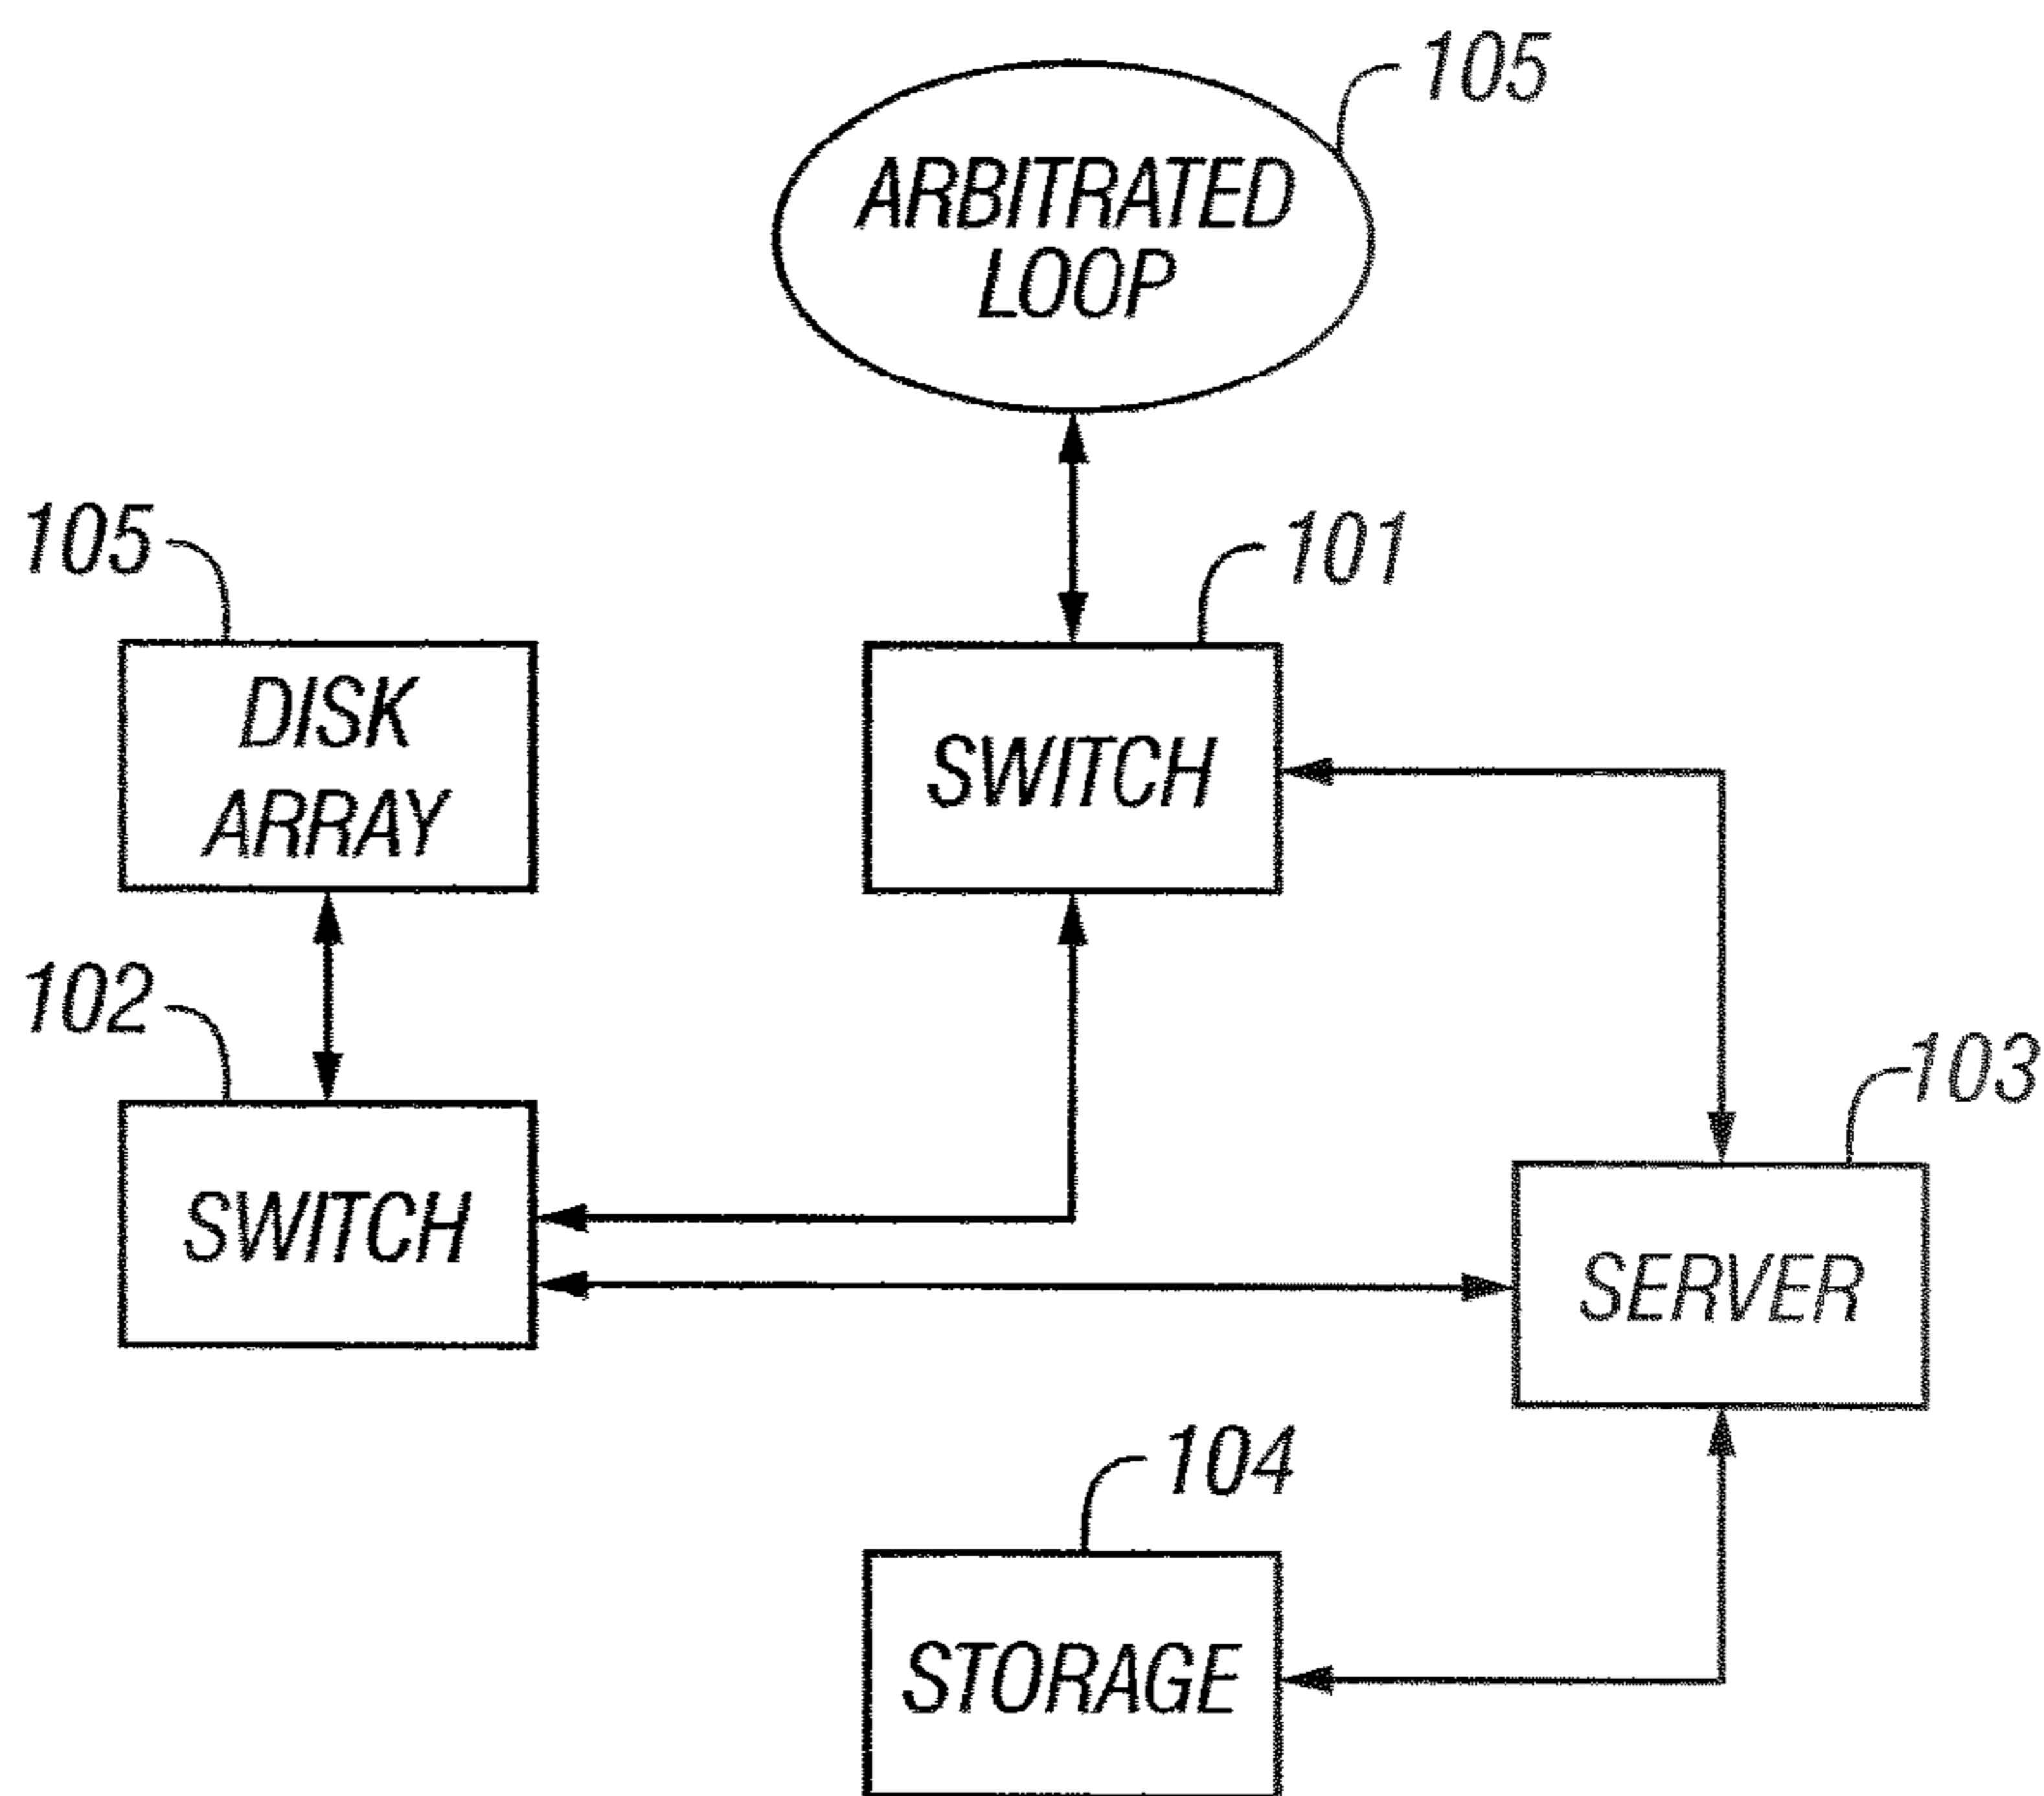 105
ARBITRATED
LOOP
105
101
DISK
ARRAY
SWITCH
102
103
SWITCH
SERVER
104
STORAGE